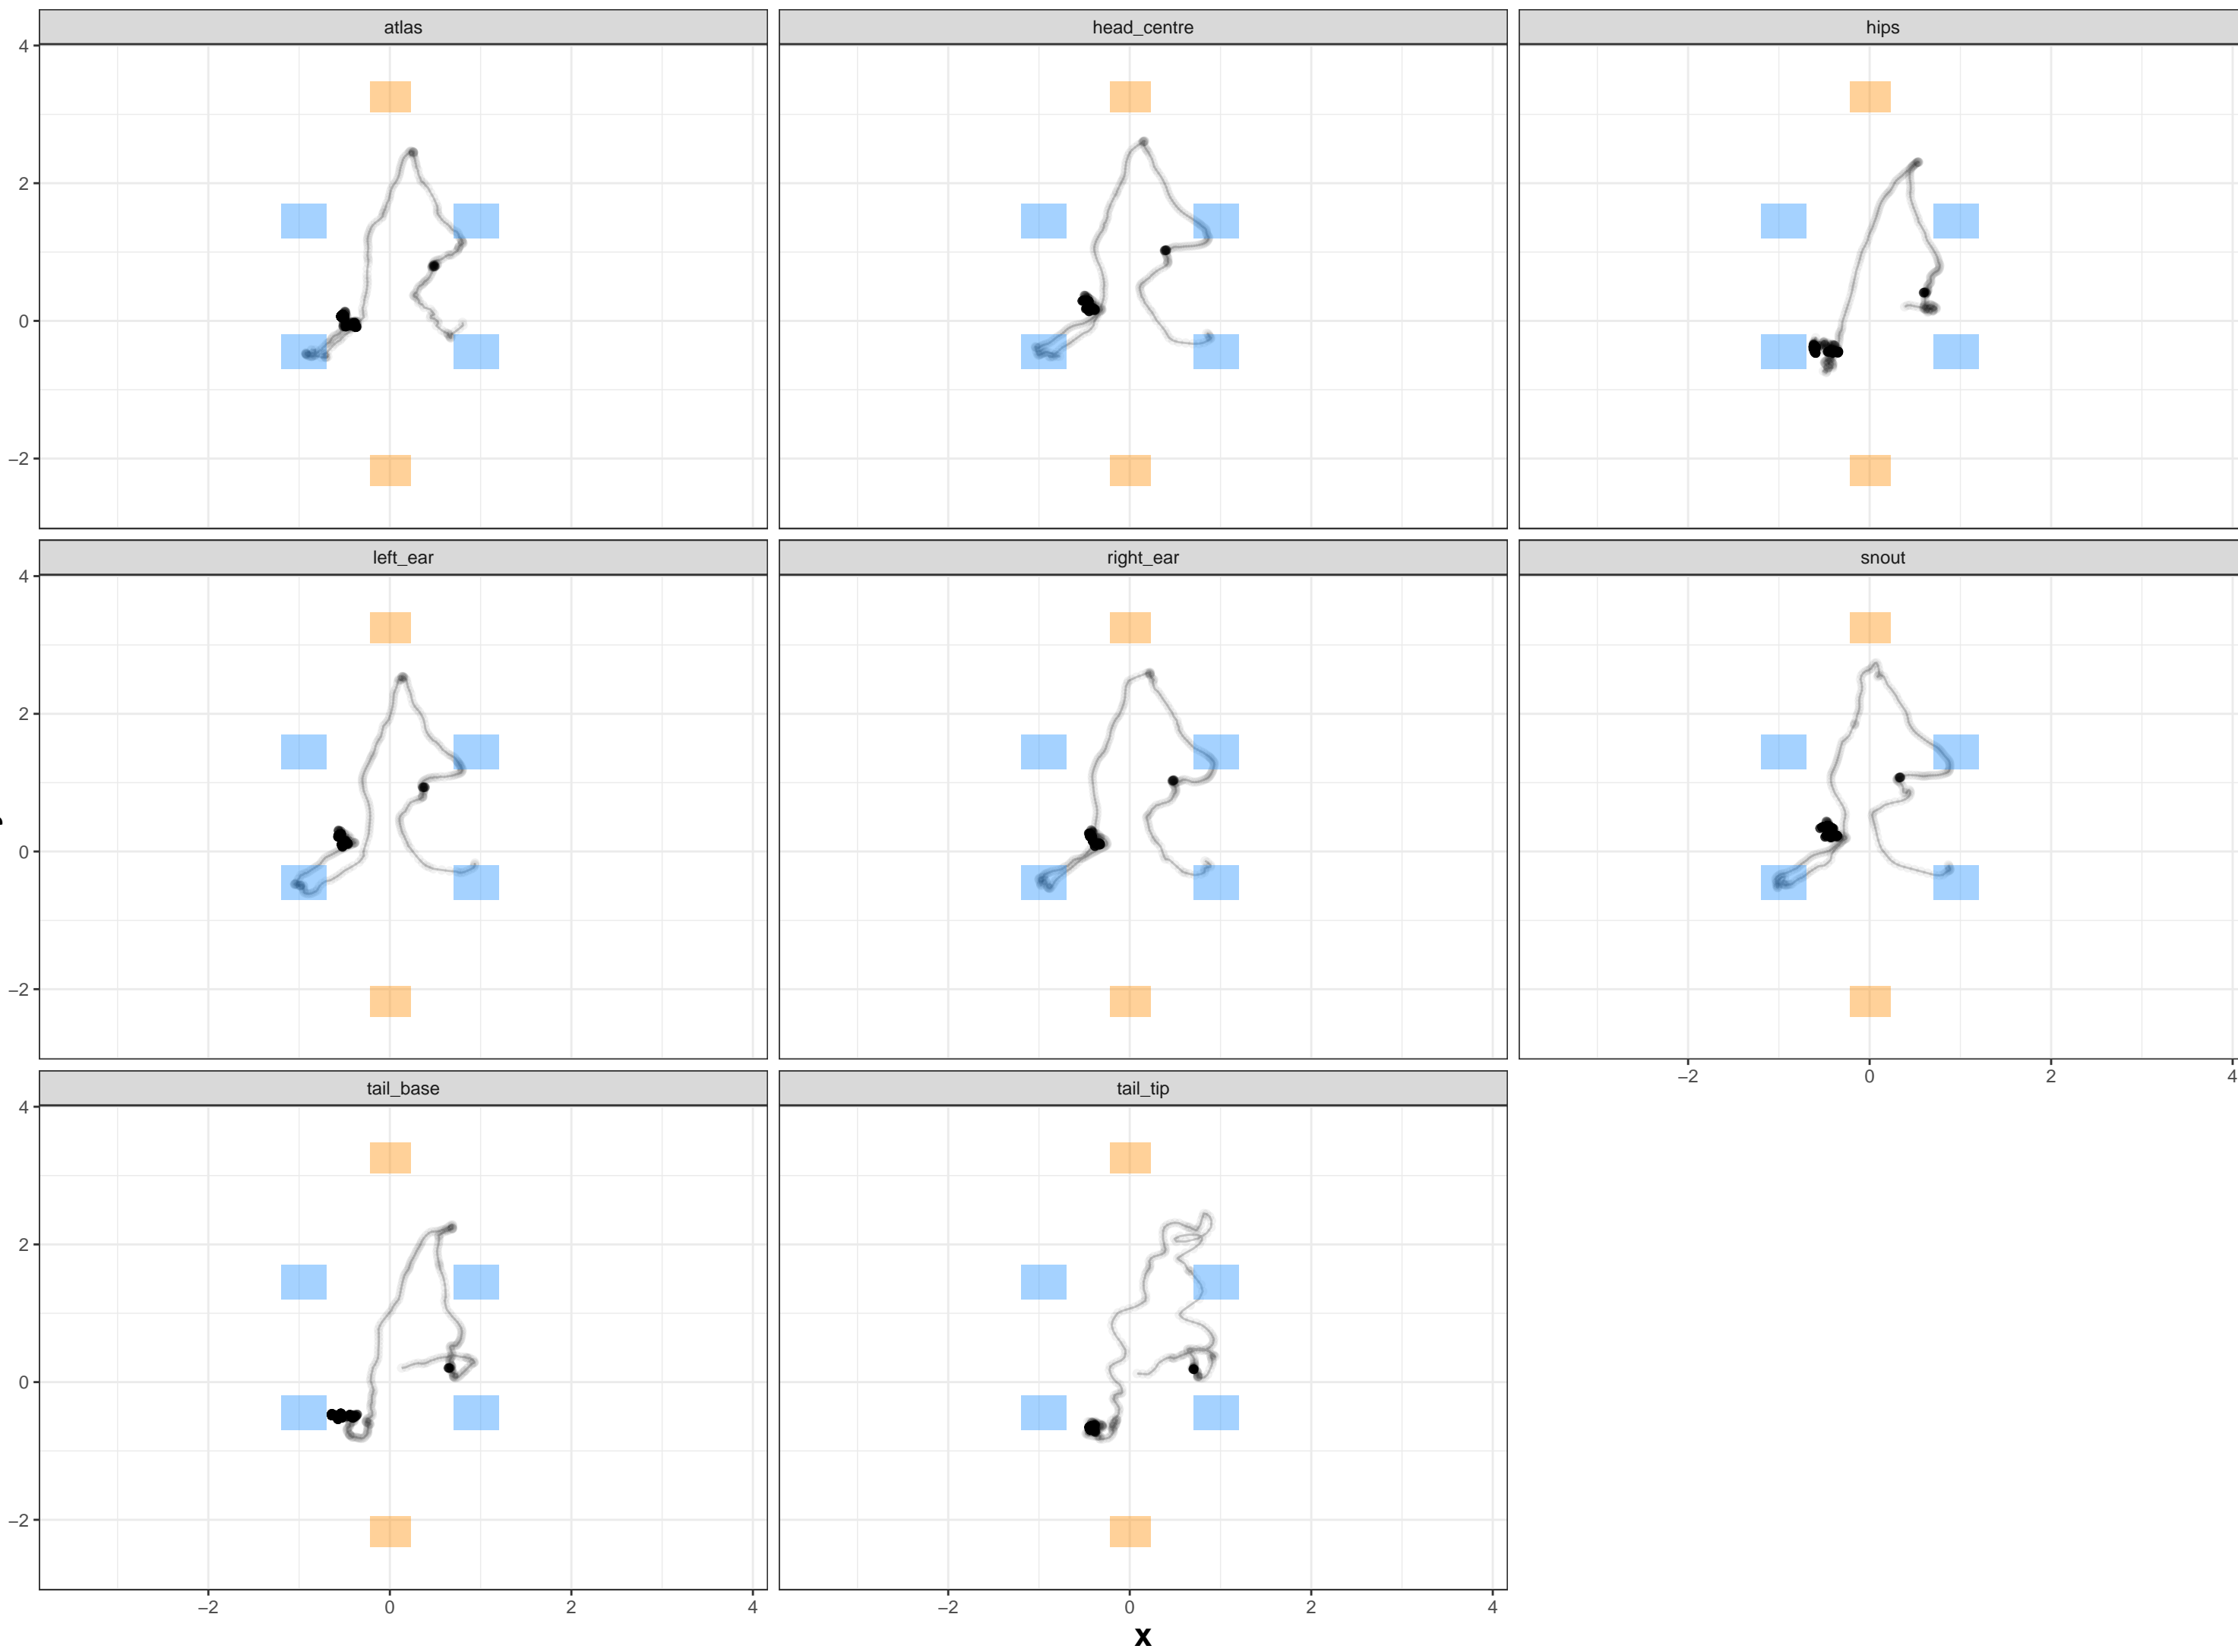 atlas head_centre hips
4
2
0
−2
left_ear right_ear snout
4
2
0
−2
−2 0 2 4
tail_base tail_tip
4
2
0
−2
−2 0 2 4 −2 0 2 4
x